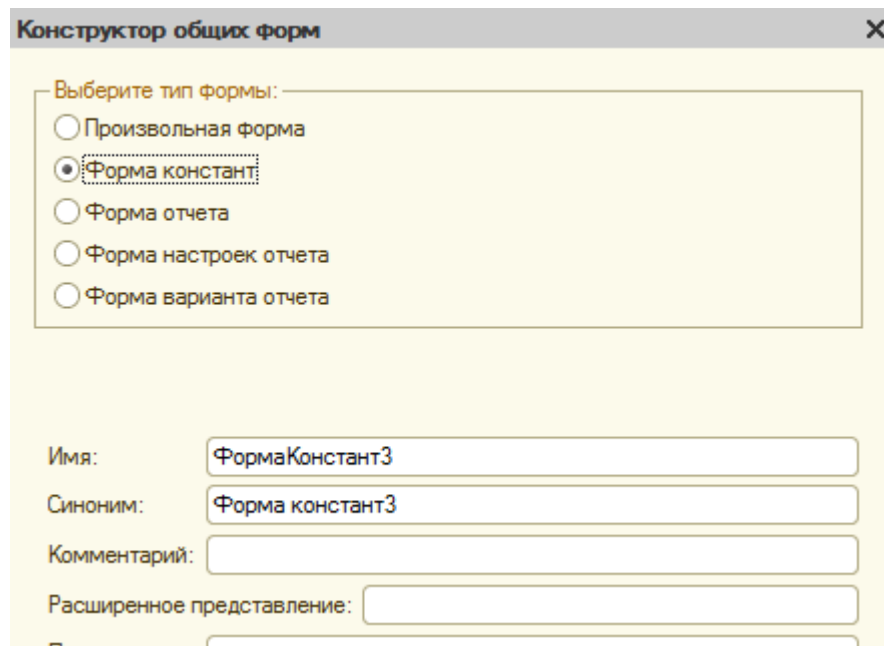 Конструктор общих форм
Выберите тип формы:
Произвольная форма
Форма констант
Форма отчета
Форма настроек отчета
Форма варианта отчета
Имя: ФормаКонстант3
Синоним: Форма констант3
Комментарий:
Расширенное представление: